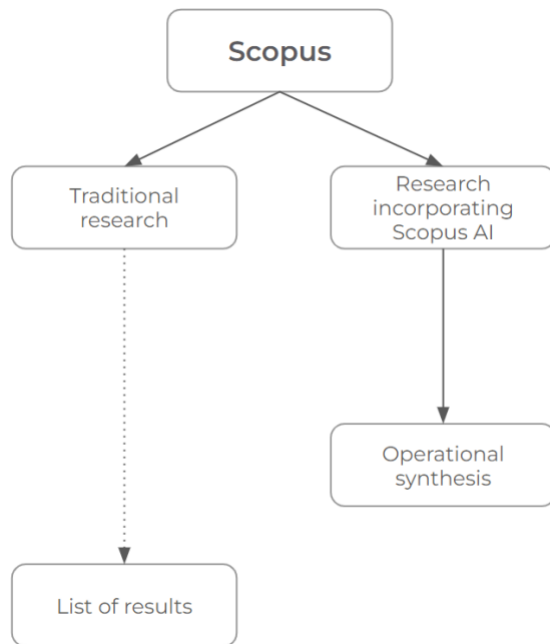 Scopus
Traditional
research
Research
incorporating
Scopus AI
Operational
synthesis
List of results